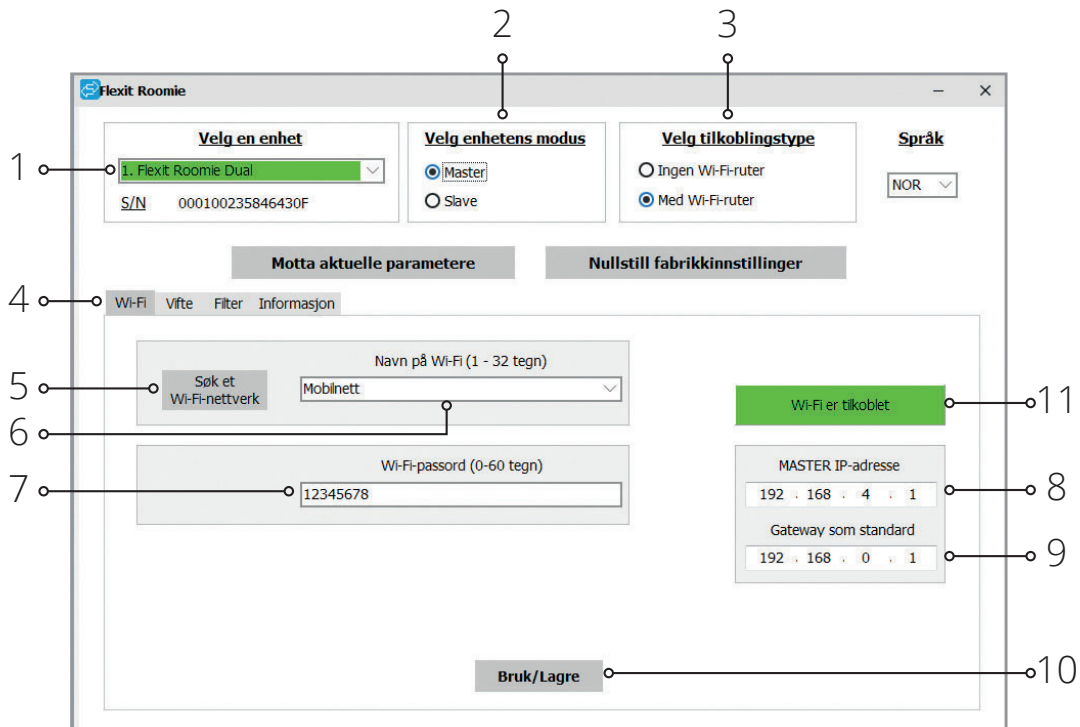 2
3
Flexit Roomie
Velg en enhet
Velg enhetens modus
Velg tilkoblingstype
Språk
1
1. Flexit Roomie Dual
Master
Ingen Wi-Fi-ruter
NOR
S/N 000100235846430F
Slave
Med Wi-Fi-ruter
Motta aktuelle parametere
Nullstill fabrikkinnstillinger
4
Wi-Fi Vifte Filter Informasjon
Navn på Wi-Fi (1 - 32 tegn)
5
Søk et
Wi-Fi-nettverk
Mobilnett
Wi-Fi er tilkoblet
11
6
Wi-Fi-passord (0-60 tegn)
7
12345678
MASTER IP-adresse
192 . 168 . 4 . 1
8
Gateway som standard
192 . 168 . 0 . 1
9
Bruk/Lagre
10